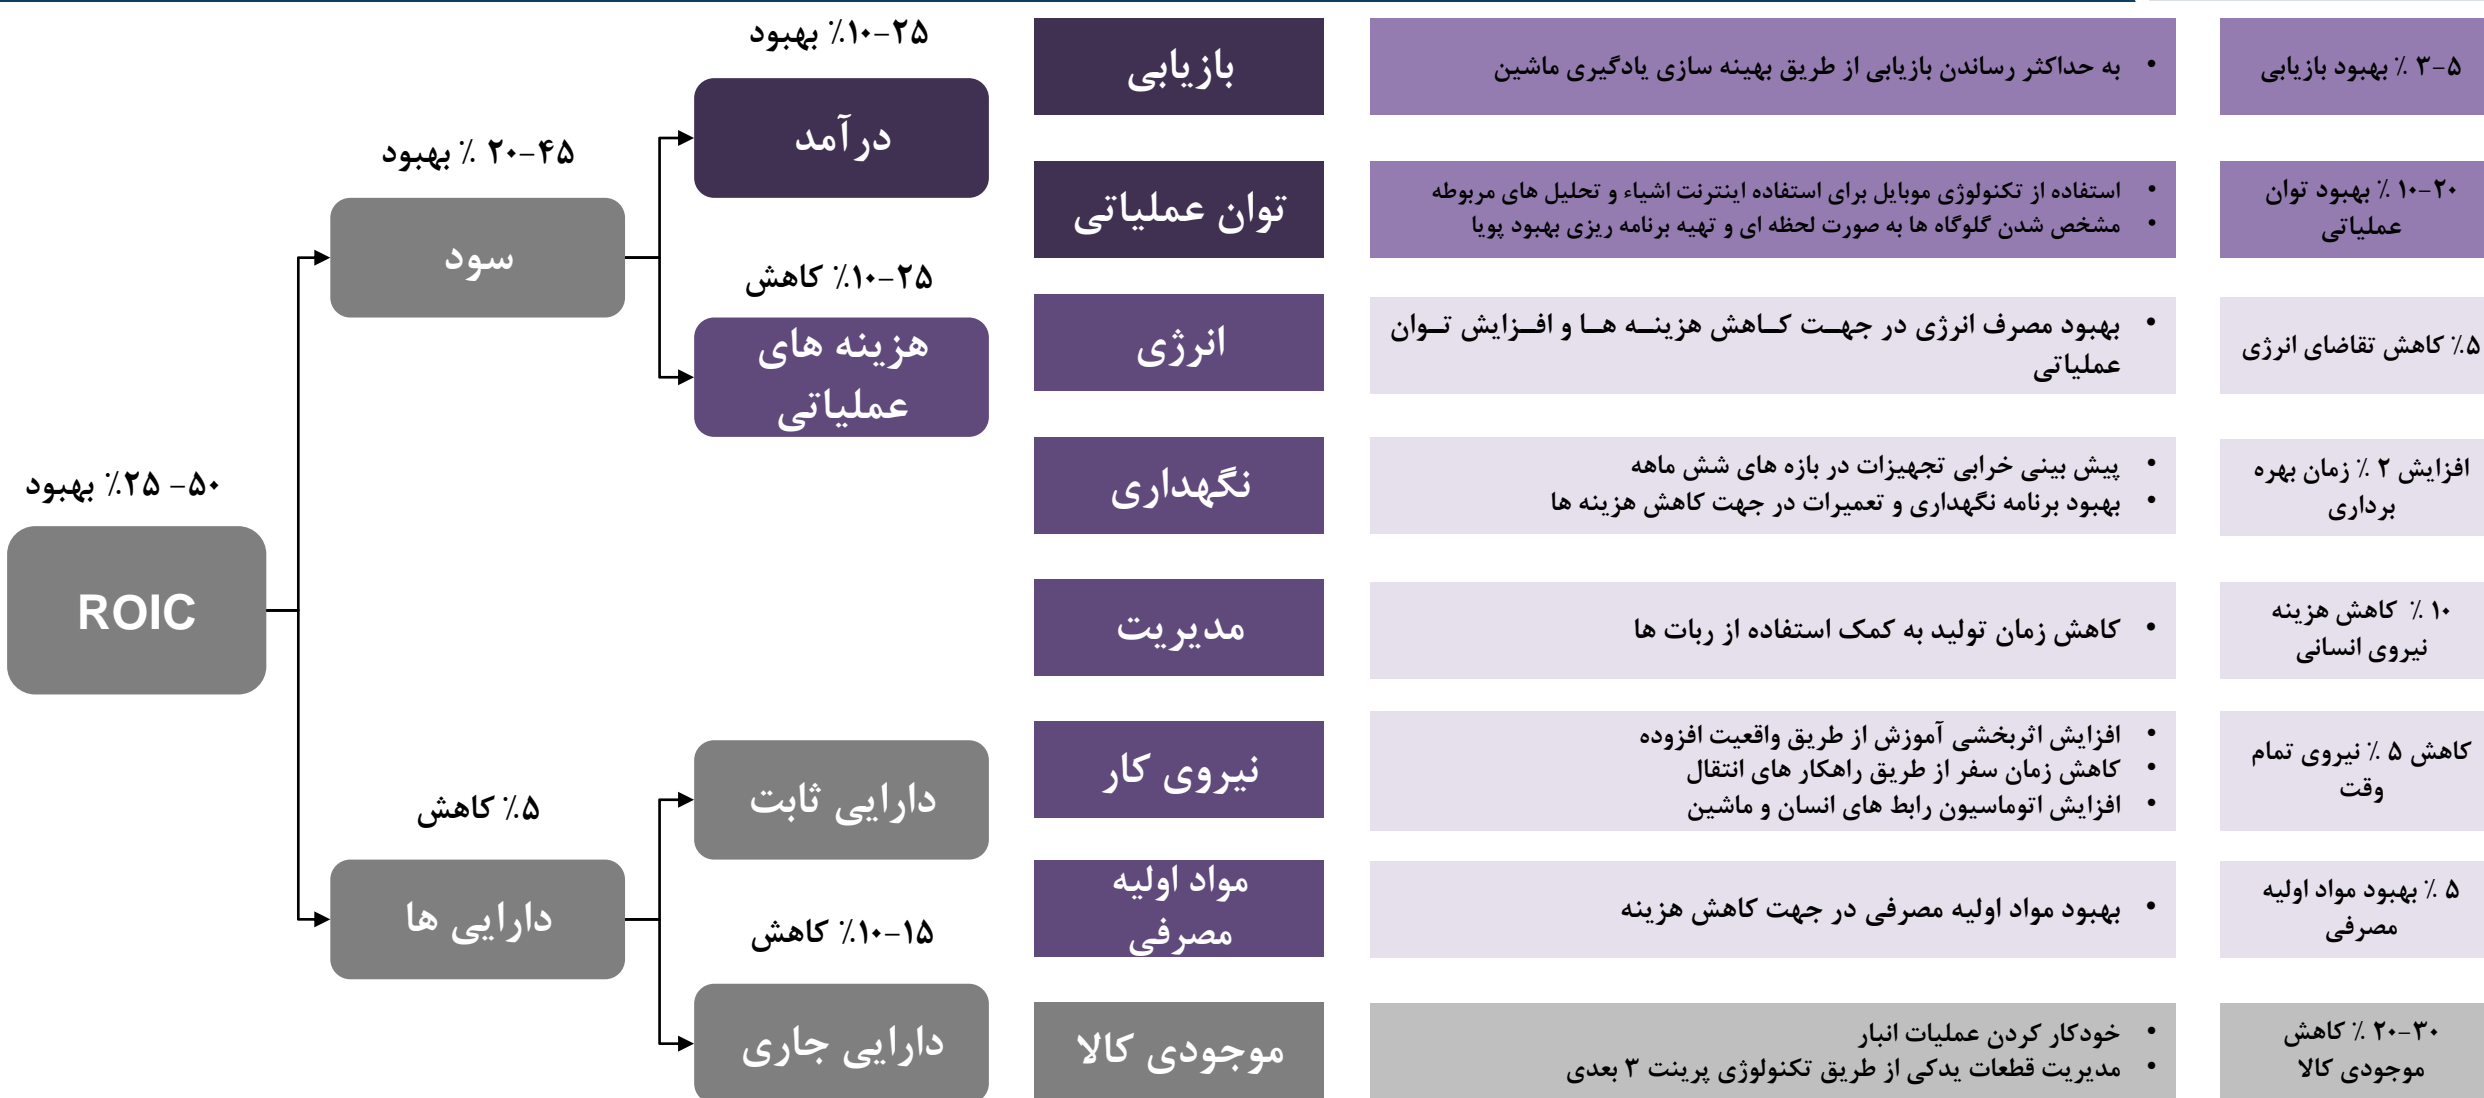 ۲۵-۵۰٪ بهبود
ROIC
۲۰-۴۵ ٪ بهبود
سود
۵٪ کاهش
دارایی ها
۱۰-۲۵٪ بهبود
درآمد
۱۰-۲۵٪ کاهش
هزینه های
عملیاتی
دارایی ثابت
۱۰-۱۵٪ کاهش
دارایی جاری
بازیابی
• به حداکثر رساندن بازیابی از طریق بهینه سازی یادگیری ماشین
۳-۵ ٪ بهبود بازیابی
توان عملیاتی
• استفاده از تکنولوژی موبایل برای استفاده اینترنت اشیاء و تحلیل های مربوطه
• مشخص شدن گلوگاه ها به صورت لحظه ای و تهیه برنامه ریزی بهبود پویا
۱۰-۲۰ ٪ بهبود توان
عملیاتی
انرژی
• بهبود مصرف انرژی در جهت کاهش هزینه ها و افزایش توان
عملیاتی
۵٪ کاهش تقاضای انرژی
نگهداری
• پیش بینی خرابی تجهیزات در بازه های شش ماهه
• بهبود برنامه نگهداری و تعمیرات در جهت کاهش هزینه ها
افزایش ۲ ٪ زمان بهره
برداری
مدیریت
• کاهش زمان تولید به کمک استفاده از ربات ها
۱۰ ٪ کاهش هزینه
نیروی انسانی
نیروی کار
• افزایش اثربخشی آموزش از طریق واقعیت افزوده
• کاهش زمان سفر از طریق راهکار های انتقال
• افزایش اتوماسیون رابط های انسان و ماشین
کاهش ۵ ٪ نیروی تمام
وقت
مواد اولیه
مصرفی
• بهبود مواد اولیه مصرفی در جهت کاهش هزینه
۵ ٪ بهبود مواد اولیه
مصرفی
موجودی کالا
• خودکار کردن عملیات انبار
• مدیریت قطعات یدکی از طریق تکنولوژی پرینت ۳ بعدی
۲۰-۳۰ ٪ کاهش
موجودی کالا